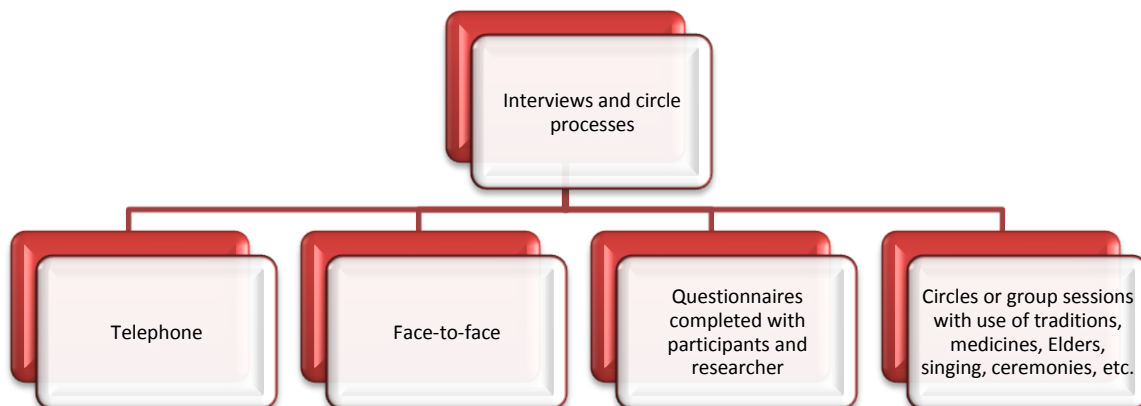 Interviews and circle
processes
Telephone
Face-to-face
Questionnaires
completed with
participants and
researcher
Circles or group sessions
with use of traditions,
medicines, Elders,
singing, ceremonies, etc.